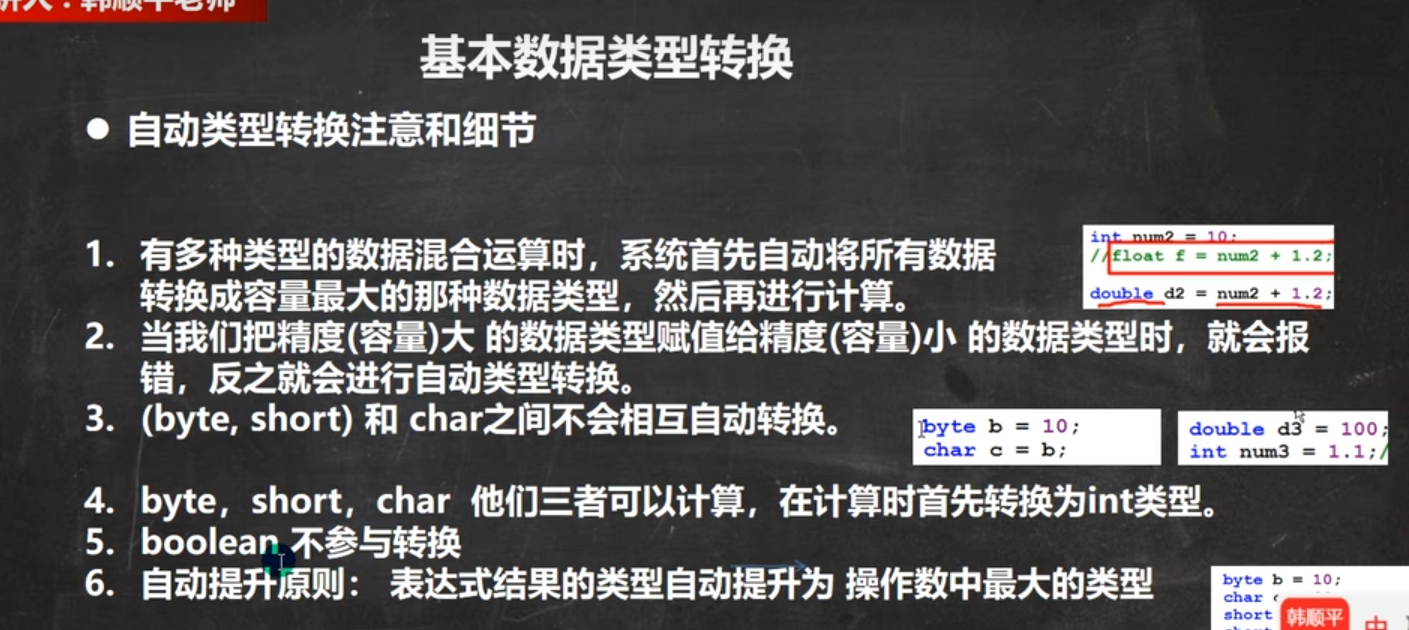 讲人：韩顺平老师
基本数据类型转换
● 自动类型转换注意和细节
1. 有多种类型的数据混合运算时，系统首先自动将所有数据
转换成容量最大的那种数据类型，然后再进行计算。
int num2 = 10;
//float f = num2 + 1.2;
double d2 = num2 + 1.2;
2. 当我们把精度(容量)大 的数据类型赋值给精度(容量)小 的数据类型时，就会报
错，反之就会进行自动类型转换。
3. (byte, short) 和 char之间不会相互自动转换。
byte b = 10;
char c = b;
double d3 = 100;
int num3 = 1.1;/
4. byte，short，char 他们三者可以计算，在计算时首先转换为int类型。
5. boolean 不参与转换
6. 自动提升原则： 表达式结果的类型自动提升为 操作数中最大的类型
byte b = 10;
char c
short
韩顺平
中